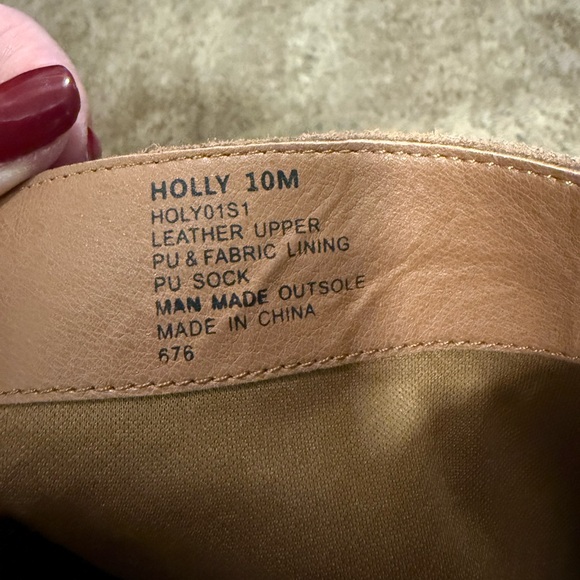 HOLLY 10M
HOLY01S1
LEATHER UPPER
PU & FABRIC LINING
PU SOCK
MAN MADE OUTSOLE
MADE IN CHINA
676